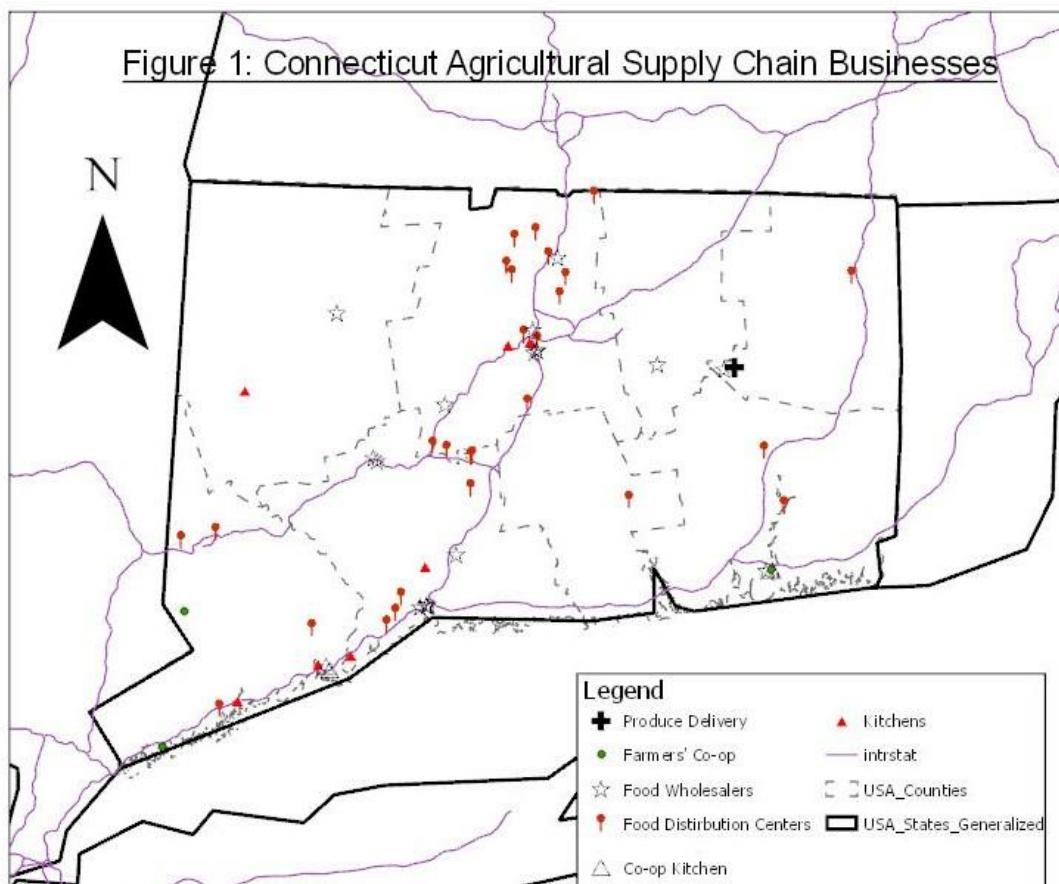 Figure 1: Connecticut Agricultural Supply Chain Businesses
N
Legend
Produce Delivery
Kitchens
Farmers' Co-op
intrstat
Food Wholesalers
USA_Counties
Food Distirbution Centers
USA_States_Generalized
Co-op Kitchen